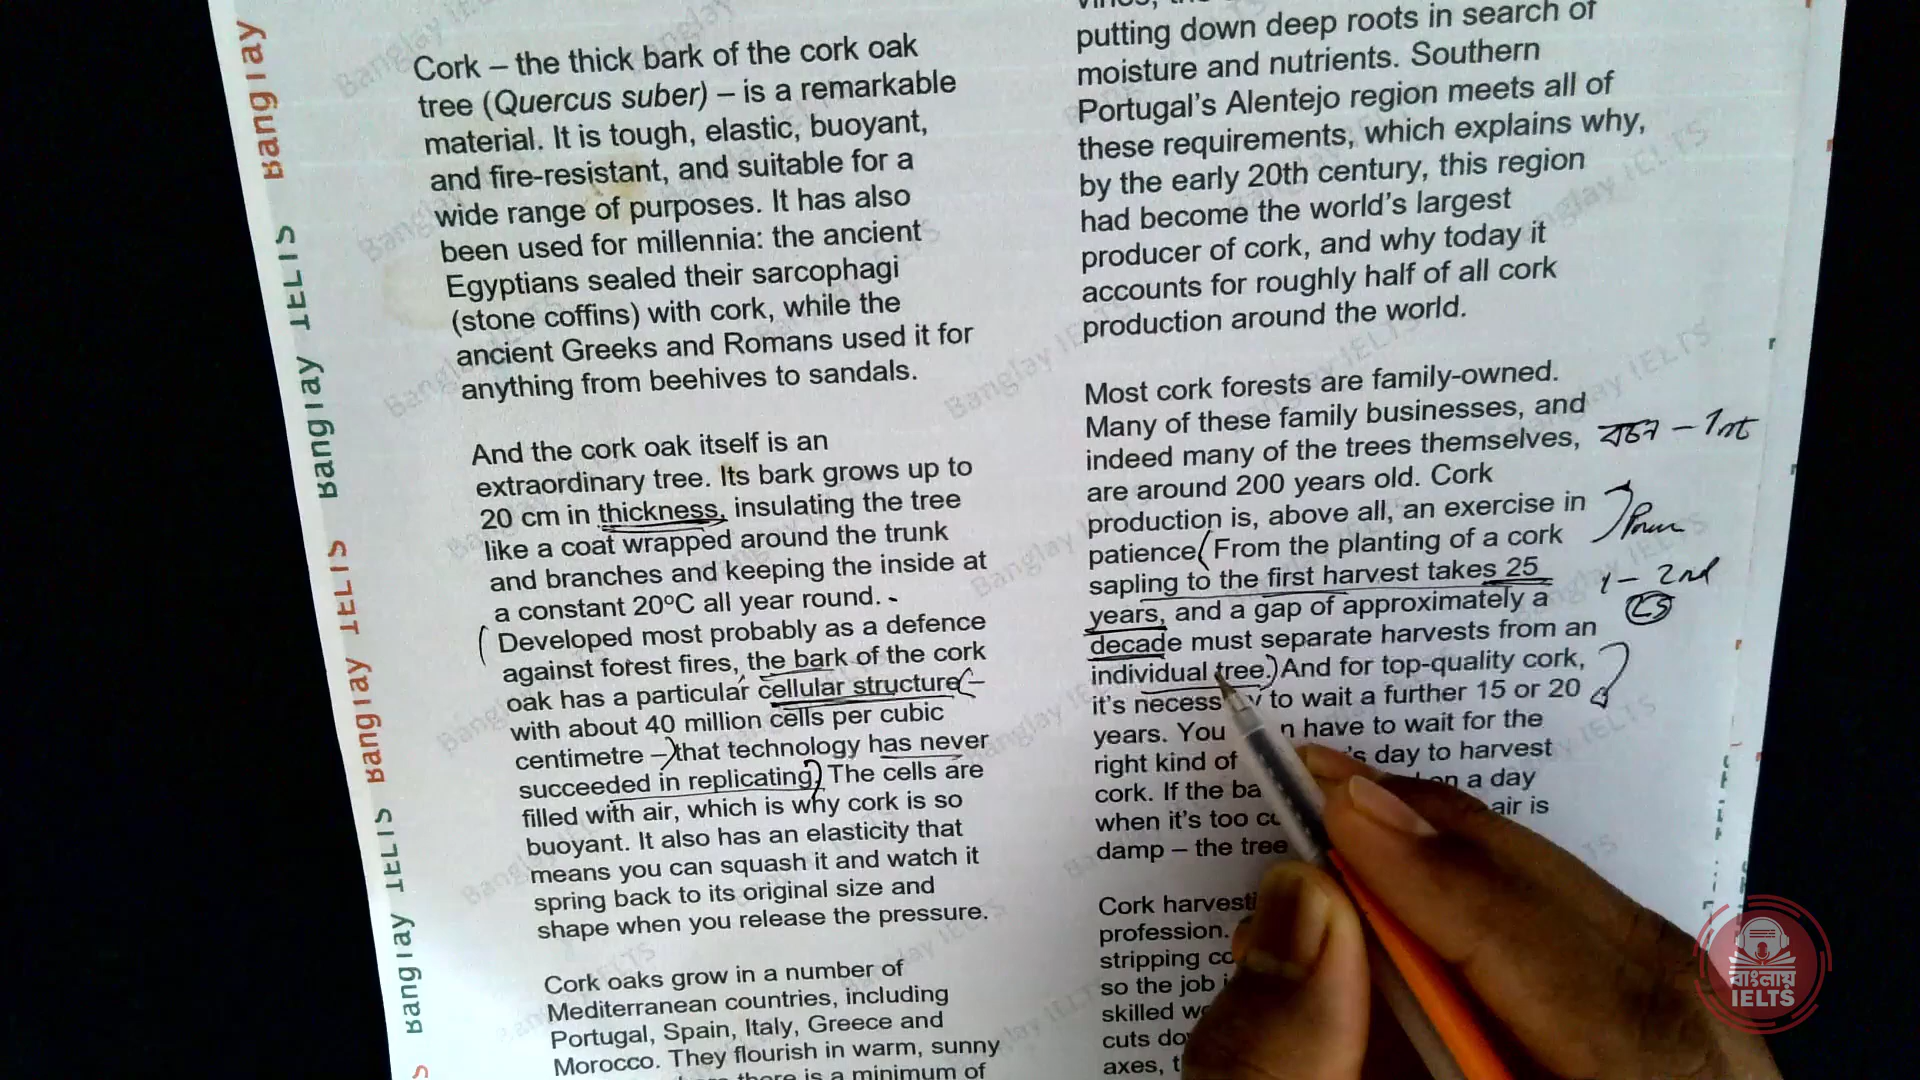 Cork – the thick bark of the cork oak
tree (Quercus suber) – is a remarkable
material. It is tough, elastic, buoyant,
and fire-resistant, and suitable for a
wide range of purposes. It has also
been used for millennia: the ancient
Egyptians sealed their sarcophagi
(stone coffins) with cork, while the
ancient Greeks and Romans used it for
anything from beehives to sandals.
And the cork oak itself is an
extraordinary tree. Its bark grows up to
20 cm in thickness, insulating the tree
like a coat wrapped around the trunk
and branches and keeping the inside at
a constant 20ºC all year round.
Developed most probably as a defence
against forest fires, the bark of the cork
oak has a particular cellular structure –
with about 40 million cells per cubic
centimetre – that technology has never
succeeded in replicating. The cells are
filled with air, which is why cork is so
buoyant. It also has an elasticity that
means you can squash it and watch it
spring back to its original size and
shape when you release the pressure.
Cork oaks grow in a number of
Mediterranean countries, including
Portugal, Spain, Italy, Greece and
Morocco. They flourish in warm, sunny
there is a minimum of
putting down deep roots in search of
moisture and nutrients. Southern
Portugal's Alentejo region meets all of
these requirements, which explains why,
by the early 20th century, this region
had become the world's largest
producer of cork, and why today it
accounts for roughly half of all cork
production around the world.
Most cork forests are family-owned.
Many of these family businesses, and
indeed many of the trees themselves,
are around 200 years old. Cork
production is, above all, an exercise in
patience. From the planting of a cork
sapling to the first harvest takes 25
years, and a gap of approximately a
decade must separate harvests from an
individual tree. And for top-quality cork,
it's to wait a further 15 or 20
years. You have to wait for the
right kind of day to harvest
cork. If the on a day
when it's too air is
damp – the tree
Cork
profession.
stripping
so the job
skilled
cuts
axes,
1st
2nd
Banglay IELTS
Banglay IELTS
Banglay IELTS
Banglay IELTS
বাংলায়
IELTS